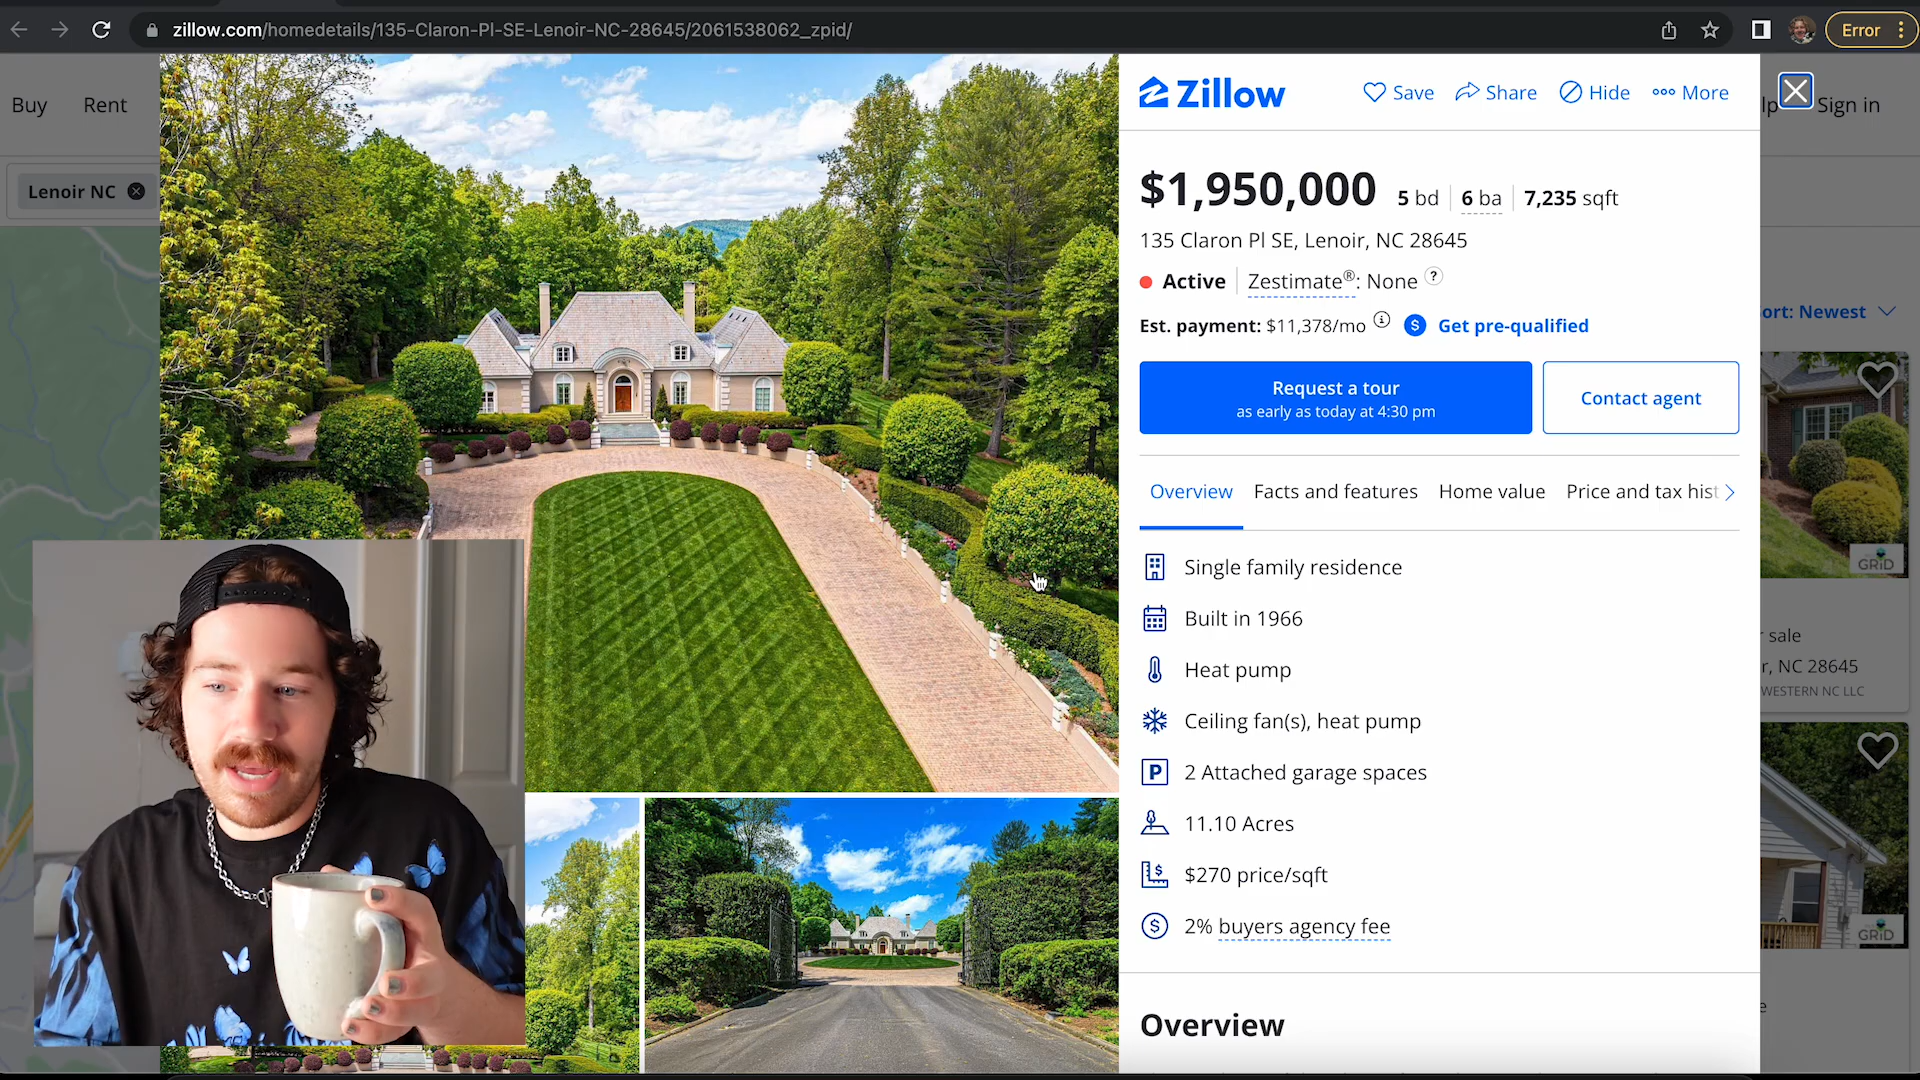 zillow.com/homedetails/135-Claron-Pl-SE-Lenoir-NC-28645/2061538062_zpid/
Error
Buy
Rent
Sign in
Lenoir NC
Zillow
Save
Share
Hide
More
$1,950,000
5 bd
6 ba
7,235 sqft
135 Claron Pl SE, Lenoir, NC 28645
Active
Zestimate®: None
?
Est. payment: $11,378/mo
$
Get pre-qualified
Request a tour
as early as today at 4:30 pm
Contact agent
Overview
Facts and features
Home value
Price and tax hist
Single family residence
Built in 1966
Heat pump
Ceiling fan(s), heat pump
P
2 Attached garage spaces
11.10 Acres
$
$270 price/sqft
$
2% buyers agency fee
Overview
ort: Newest
GRiD
sale
, NC 28645
WESTERN NC LLC
GRiD